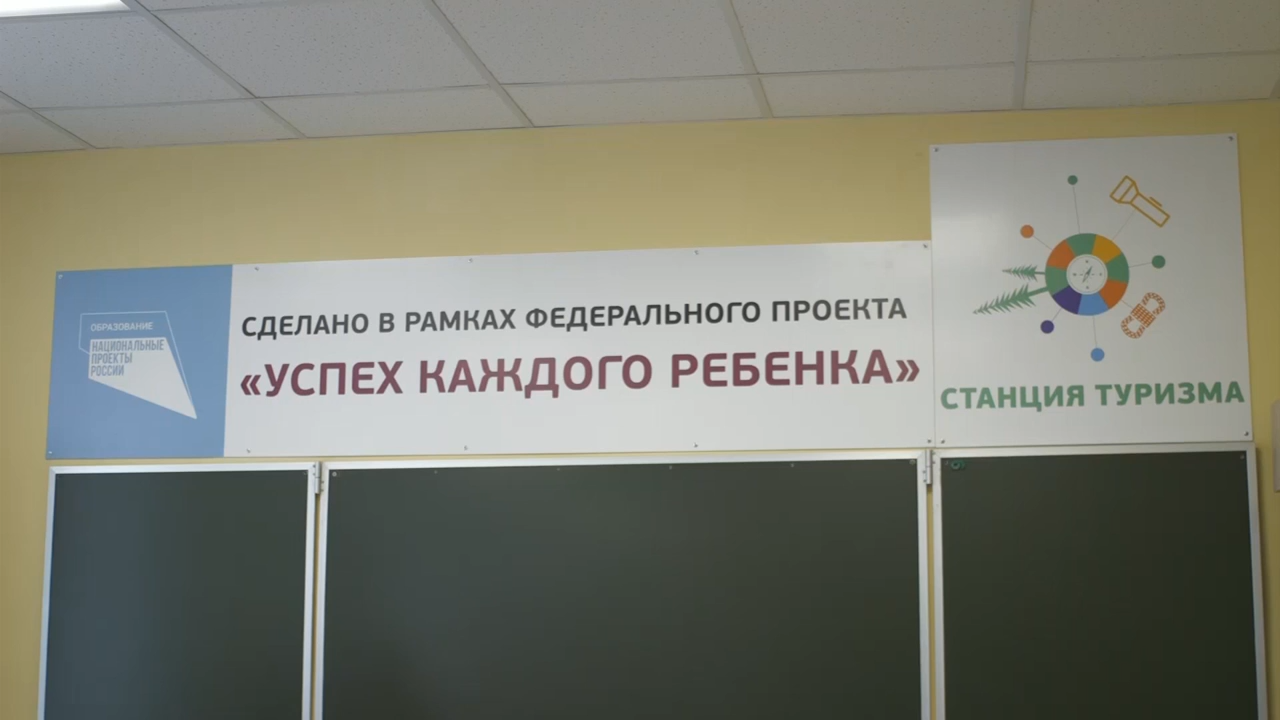 ОБРАЗОВАНИЕ
НАЦИОНАЛЬНЫЕ
ПРОЕКТЫ
РОССИИ
СДЕЛАНО В РАМКАХ ФЕДЕРАЛЬНОГО ПРОЕКТА
«УСПЕХ КАЖДОГО РЕБЕНКА»
СТАНЦИЯ ТУРИЗМА